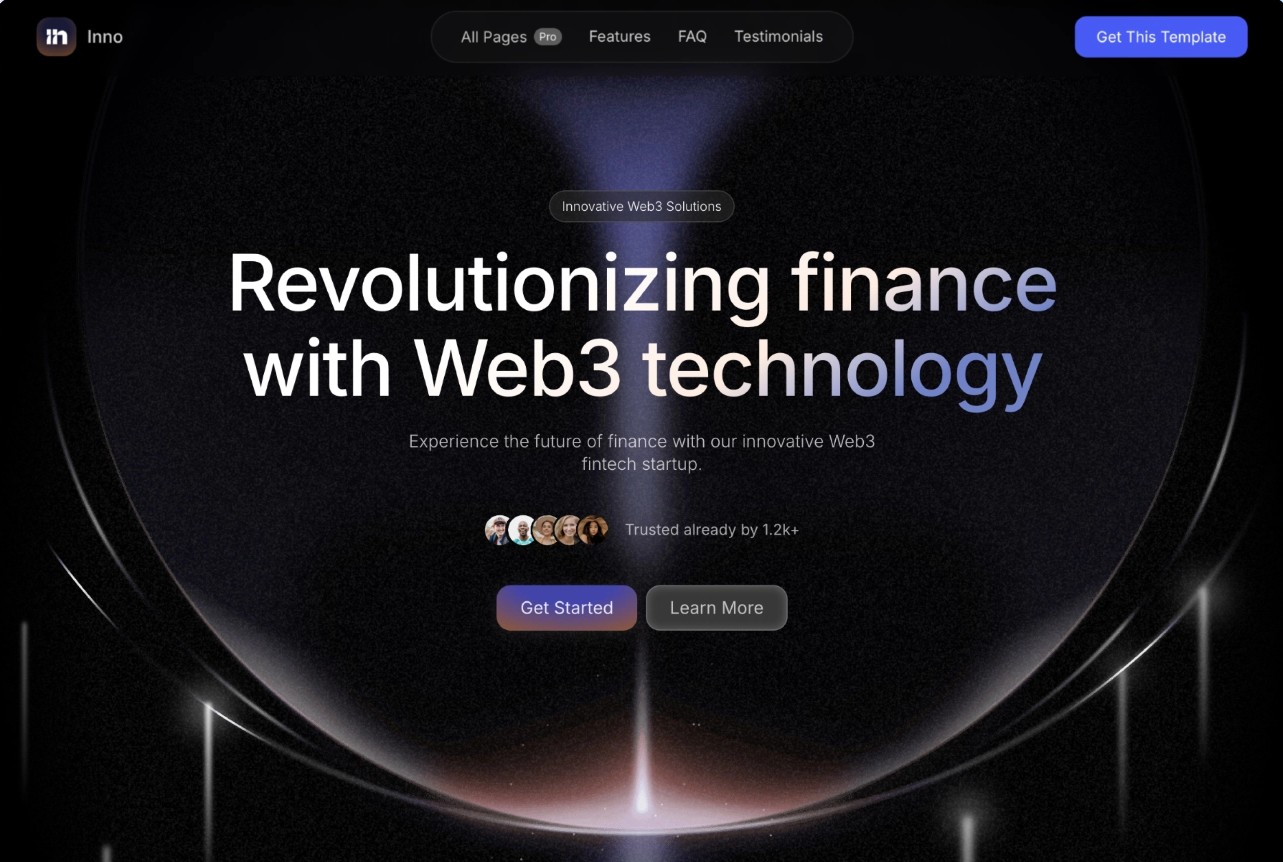 Inno
All Pages Pro Features FAQ Testimonials
Get This Template
Innovative Web3 Solutions
Revolutionizing finance
with Web3 technology
Experience the future of finance with our innovative Web3
fintech startup.
Trusted already by 1.2k+
Get Started Learn More